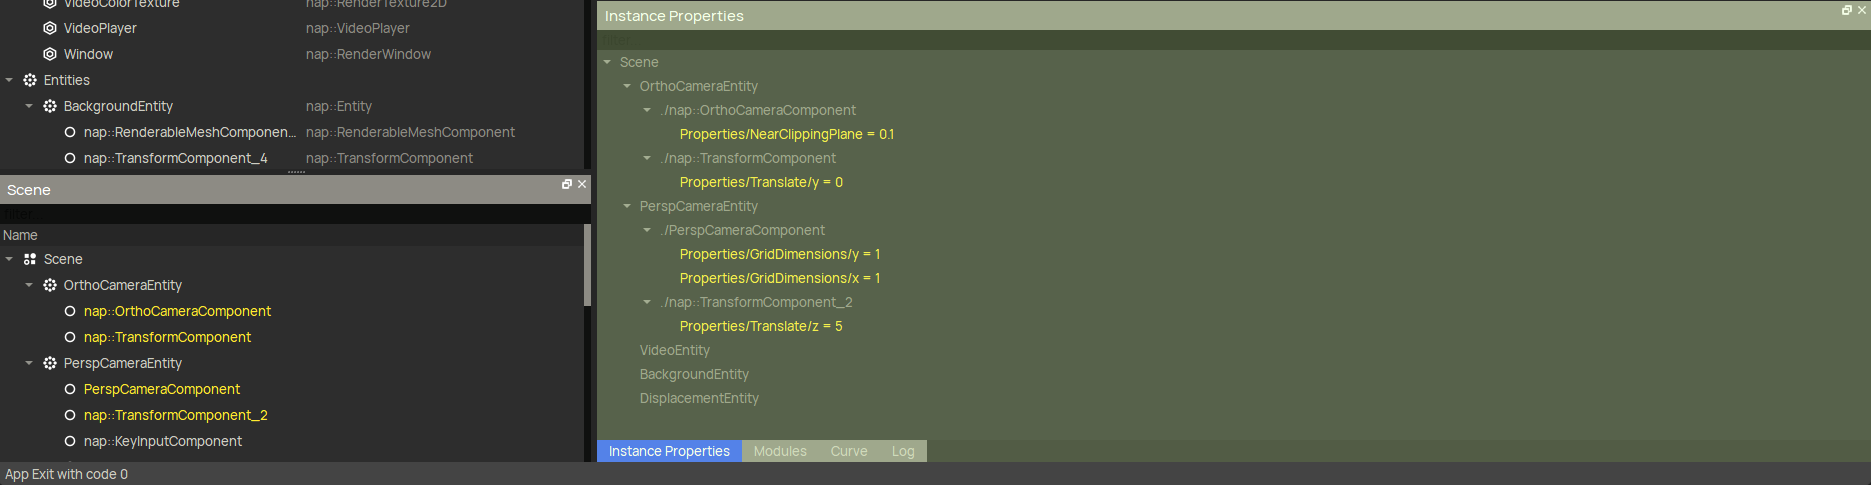 VideoColorTexture nap::RenderTexture2D
VideoPlayer nap::VideoPlayer
Window nap::RenderWindow
Entities
BackgroundEntity nap::Entity
nap::RenderableMeshComponen... nap::RenderableMeshComponent
nap::TransformComponent_4 nap::TransformComponent
Scene
filter
Name
Scene
OrthoCameraEntity
nap::OrthoCameraComponent
nap::TransformComponent
PerspCameraEntity
PerspCameraComponent
nap::TransformComponent_2
nap::KeyInputComponent
Instance Properties
filter
Scene
OrthoCameraEntity
./nap::OrthoCameraComponent
Properties/NearClippingPlane = 0.1
./nap::TransformComponent
Properties/Translate/y = 0
PerspCameraEntity
./PerspCameraComponent
Properties/GridDimensions/y = 1
Properties/GridDimensions/x = 1
./nap::TransformComponent_2
Properties/Translate/z = 5
VideoEntity
BackgroundEntity
DisplacementEntity
Instance Properties Modules Curve Log
App Exit with code 0